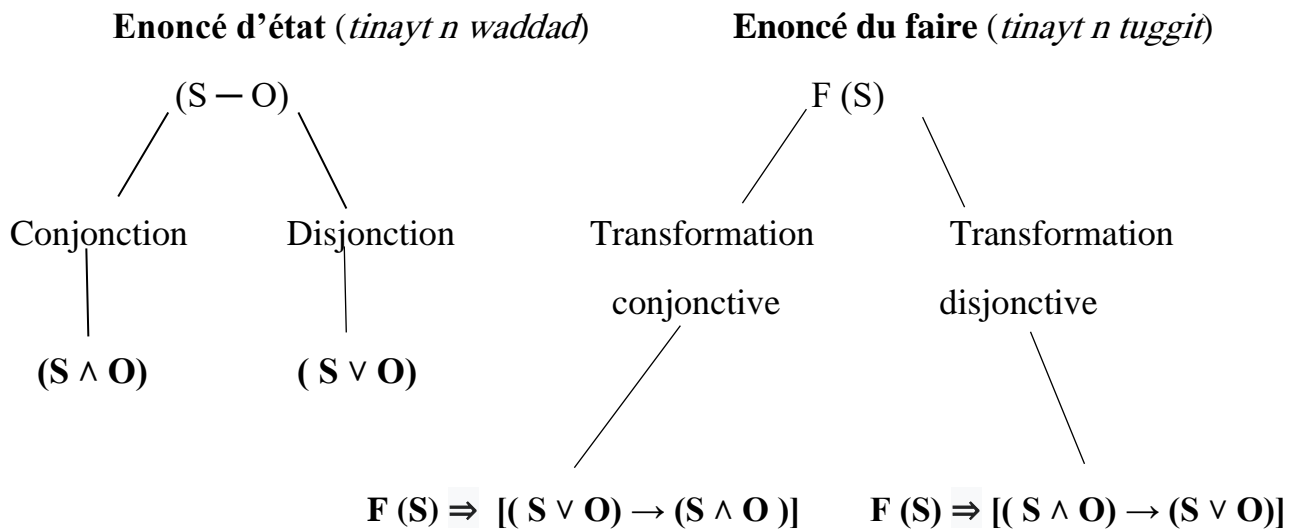 Enoncé d’état (tinayt n waddad) Enoncé du faire (tinayt n tuggit)
(S — O) F (S)
Conjonction Disjonction Transformation Transformation
conjonctive disjonctive
(S ∧ O) ( S ∨ O)
F (S) ⇒ [( S ∨ O) → (S ∧ O )] F (S) ⇒ [( S ∧ O) → (S ∨ O)]